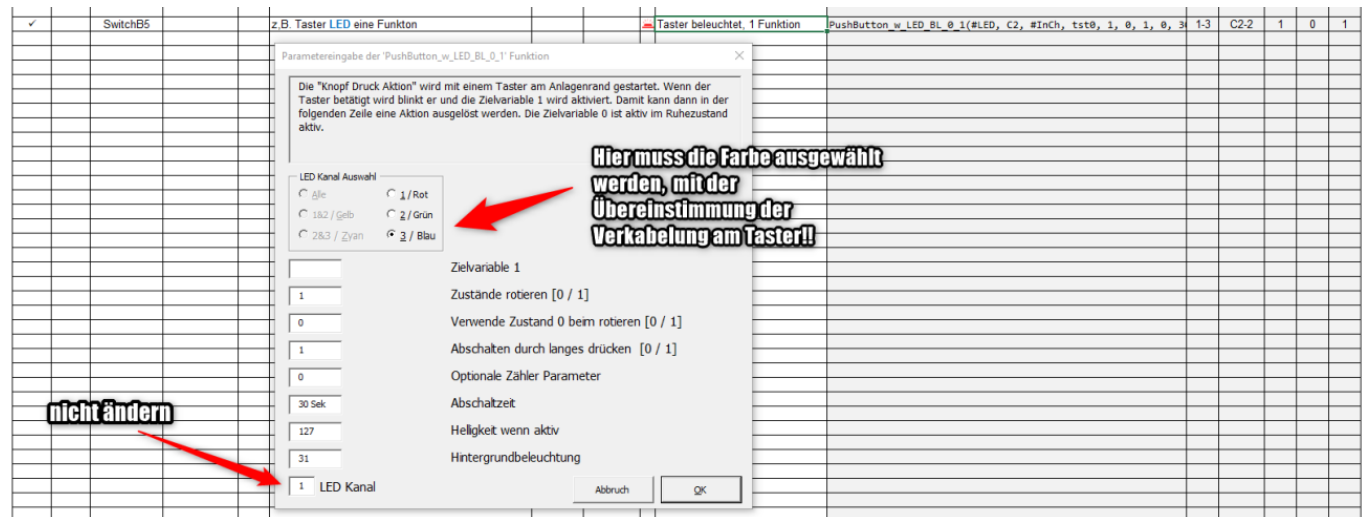 ✓ SwitchB5 z.B. Taster LED eine Funkton Taster beleuchtet, 1 Funktion PushButton_w_LED_BL_0_1(#LED, C2, #InCh, tst0, 1, 0, 1, 0, 1-3 C2-2 1 0 1
Parametereingabe der 'PushButton_w_LED_BL_0_1' Funktion
Die "Knopf Druck Aktion" wird mit einem Taster am Anlagenrand gestartet. Wenn der
Taster betätigt wird blinkt er und die Zielvariable 1 wird aktiviert. Damit kann dann in der
folgenden Zeile eine Aktion ausgelöst werden. Die Zielvariable 0 ist aktiv im Ruhezustand
aktiv.
Hier muss die Farbe ausgewählt
werden, mit der
Übereinstimmung der
Verkabelung am Taster!!
LED Kanal Auswahl
Alle 1 / Rot
1&2 / Gelb 2 / Grün
2&3 / Zyan 3 / Blau
Zielvariable 1
1 Zustände rotieren [0 / 1]
0 Verwende Zustand 0 beim rotieren [0 / 1]
1 Abschalten durch langes drücken [0 / 1]
0 Optionale Zähler Parameter
30 Sek Abschaltzeit
nicht ändern
127 Helligkeit wenn aktiv
31 Hintergrundbeleuchtung
1 LED Kanal
Abbruch OK